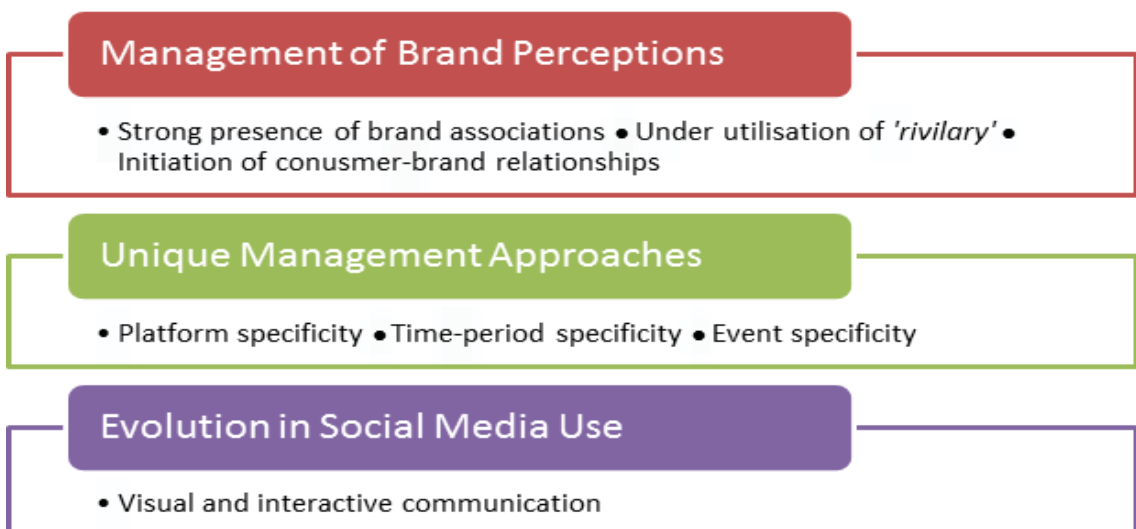 Management of Brand Perceptions
• Strong presence of brand associations • Under utilisation of 'rivilary' •
Initiation of conusmer-brand relationships
Unique Management Approaches
• Platform specificity • Time-period specificity • Event specificity
Evolution in Social Media Use
• Visual and interactive communication